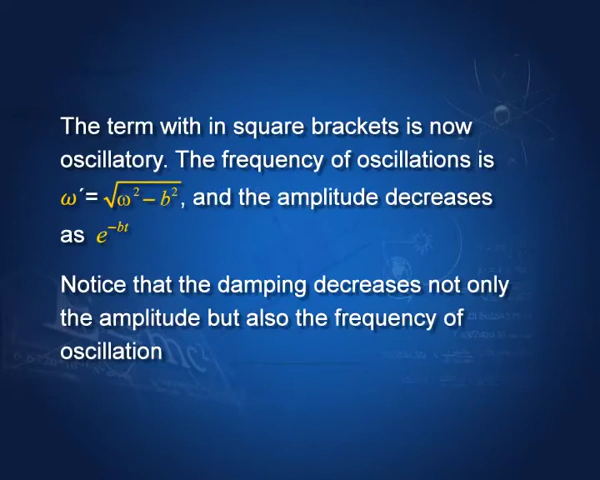 The term with in square brackets is now
oscillatory. The frequency of oscillations is
ω´= √ω² – b², and the amplitude decreases
as e^–bt
Notice that the damping decreases not only
the amplitude but also the frequency of
oscillation